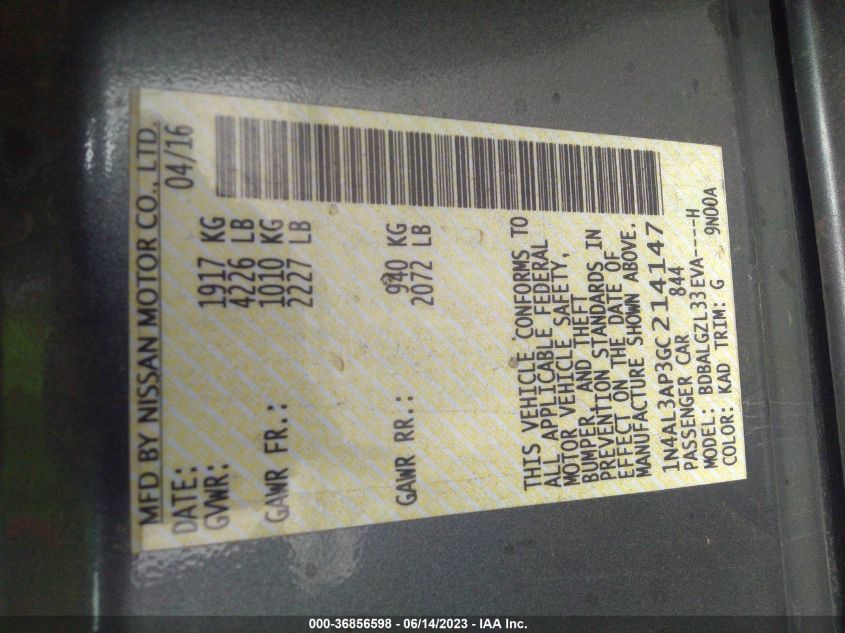 MFD BY NISSAN MOTOR CO., LTD.
DATE: 04/16
GVWR: 1917 KG
4226 LB
GAWR FR.: 1010 KG
2227 LB
GAWR RR.: 940 KG
2072 LB
THIS VEHICLE CONFORMS TO
ALL APPLICABLE FEDERAL
MOTOR VEHICLE SAFETY,
BUMPER, AND THEFT
PREVENTION STANDARDS IN
EFFECT ON THE DATE OF
MANUFACTURE SHOWN ABOVE.
1N4AL3AP3GC214147
PASSENGER CAR 844
MODEL: BDBALGZL33EVA----H
COLOR: KAD TRIM: G 9N00A
000-36856598 - 06/14/2023 - IAA Inc.